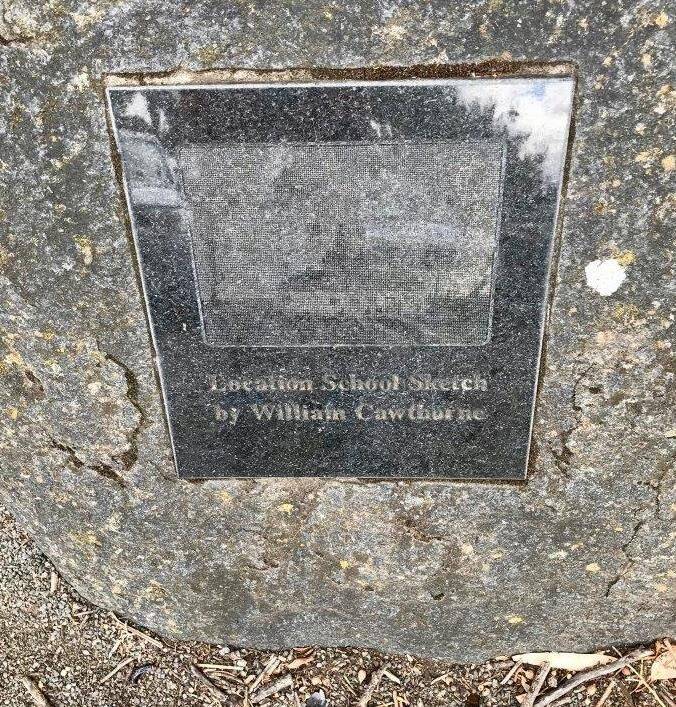 Location School Sketch
by William Cawthorne